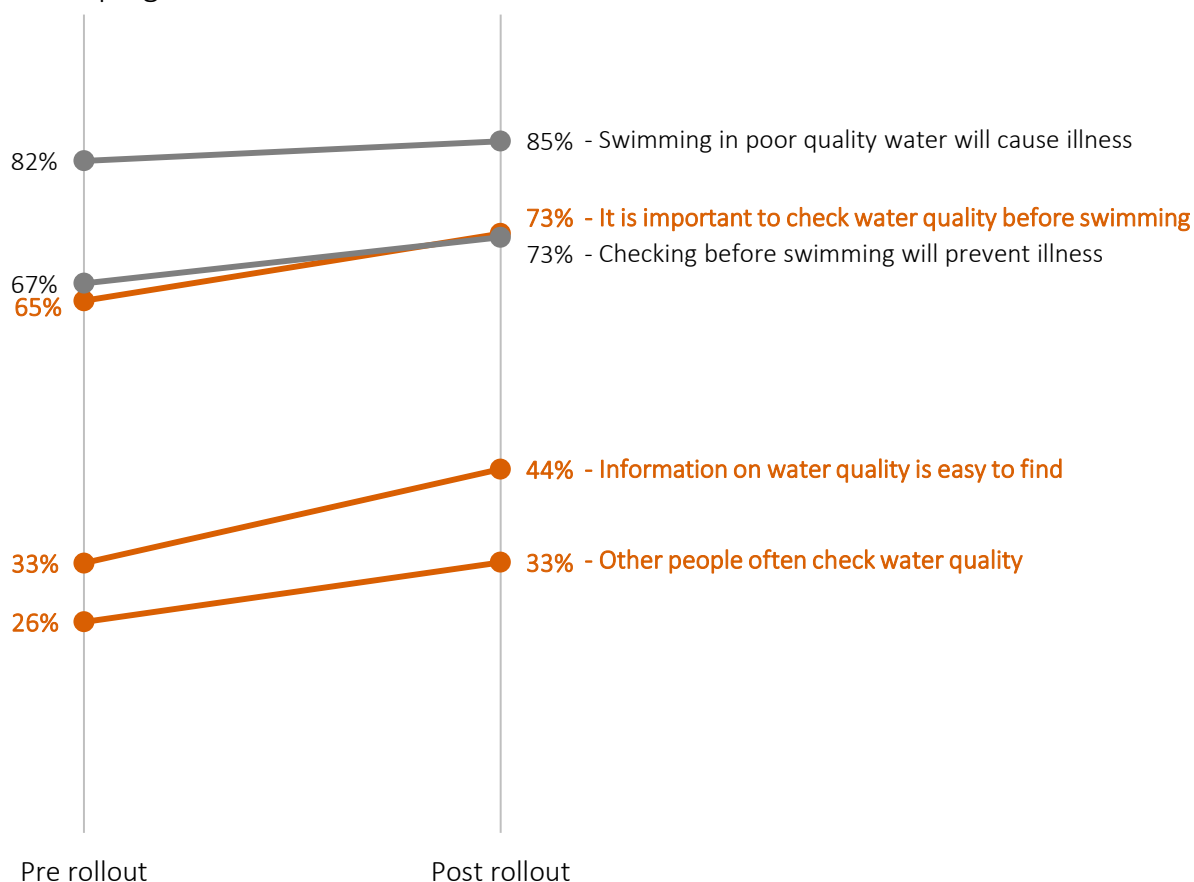 82%
85% - Swimming in poor quality water will cause illness
73% - It is important to check water quality before swimming
73% - Checking before swimming will prevent illness
67%
65%
44% - Information on water quality is easy to find
33%
33% - Other people often check water quality
26%
Pre rollout
Post rollout